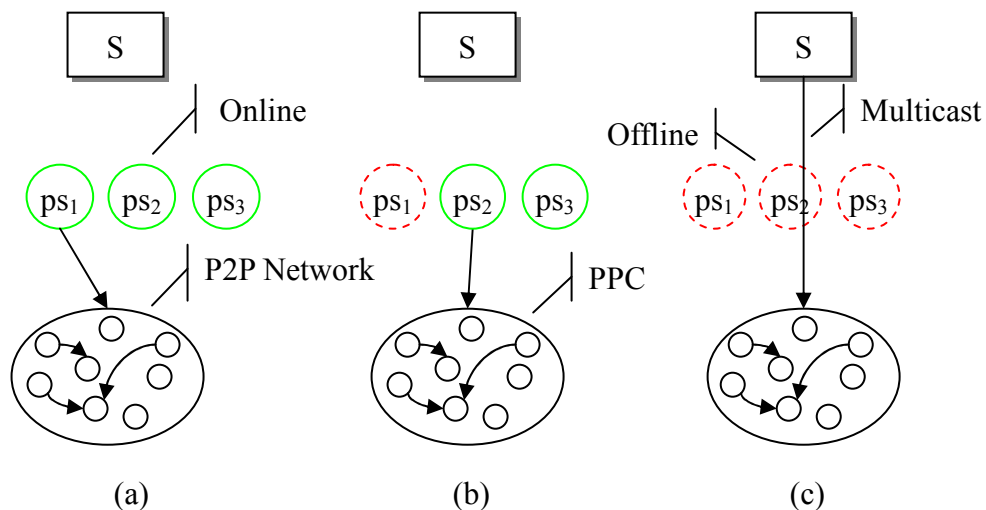 S
S
S
Online
Multicast
Offline
ps₁
ps₂
ps₃
ps₁
ps₂
ps₃
ps₁
ps₂
ps₃
P2P Network
PPC
(a)
(b)
(c)